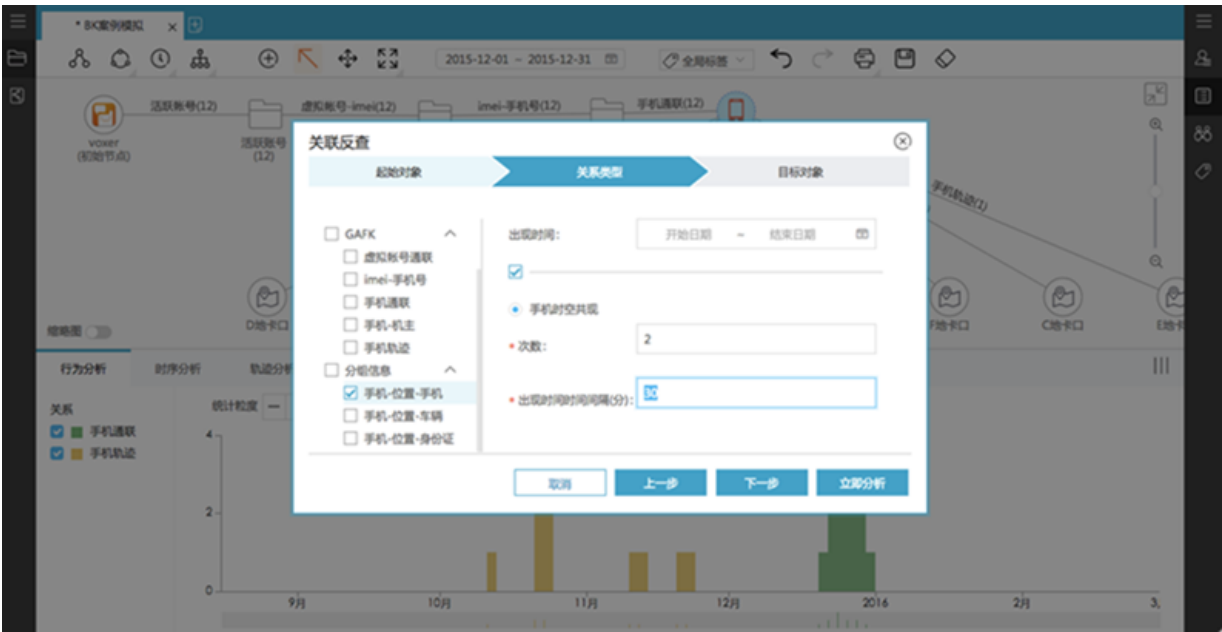 * BK案例模拟
2015-12-01 ~ 2015-12-31
全局标签
活跃账号(12)
虚拟账号-imei(12)
imei-手机号(12)
手机通联(12)
voxer
(初始节点)
活跃账号
(12)
手机轨迹(1)
关联反查
起始对象
关系类型
目标对象
GAFK
虚拟账号通联
imei-手机号
手机通联
手机-机主
手机轨迹
分组信息
手机-位置-手机
手机-位置-车辆
手机-位置-身份证
出现时间:
开始日期 ~ 结束日期
手机时空共现
* 次数:
2
* 出现时间时间间隔(分):
30
取消
上一步
下一步
立即分析
D地卡口
F地卡口
C地卡口
E地卡
缩略图
行为分析
时序分析
轨迹分析
关系
手机通联
手机轨迹
统计粒度
4
2
0
9月
10月
11月
12月
2016
2月
3,